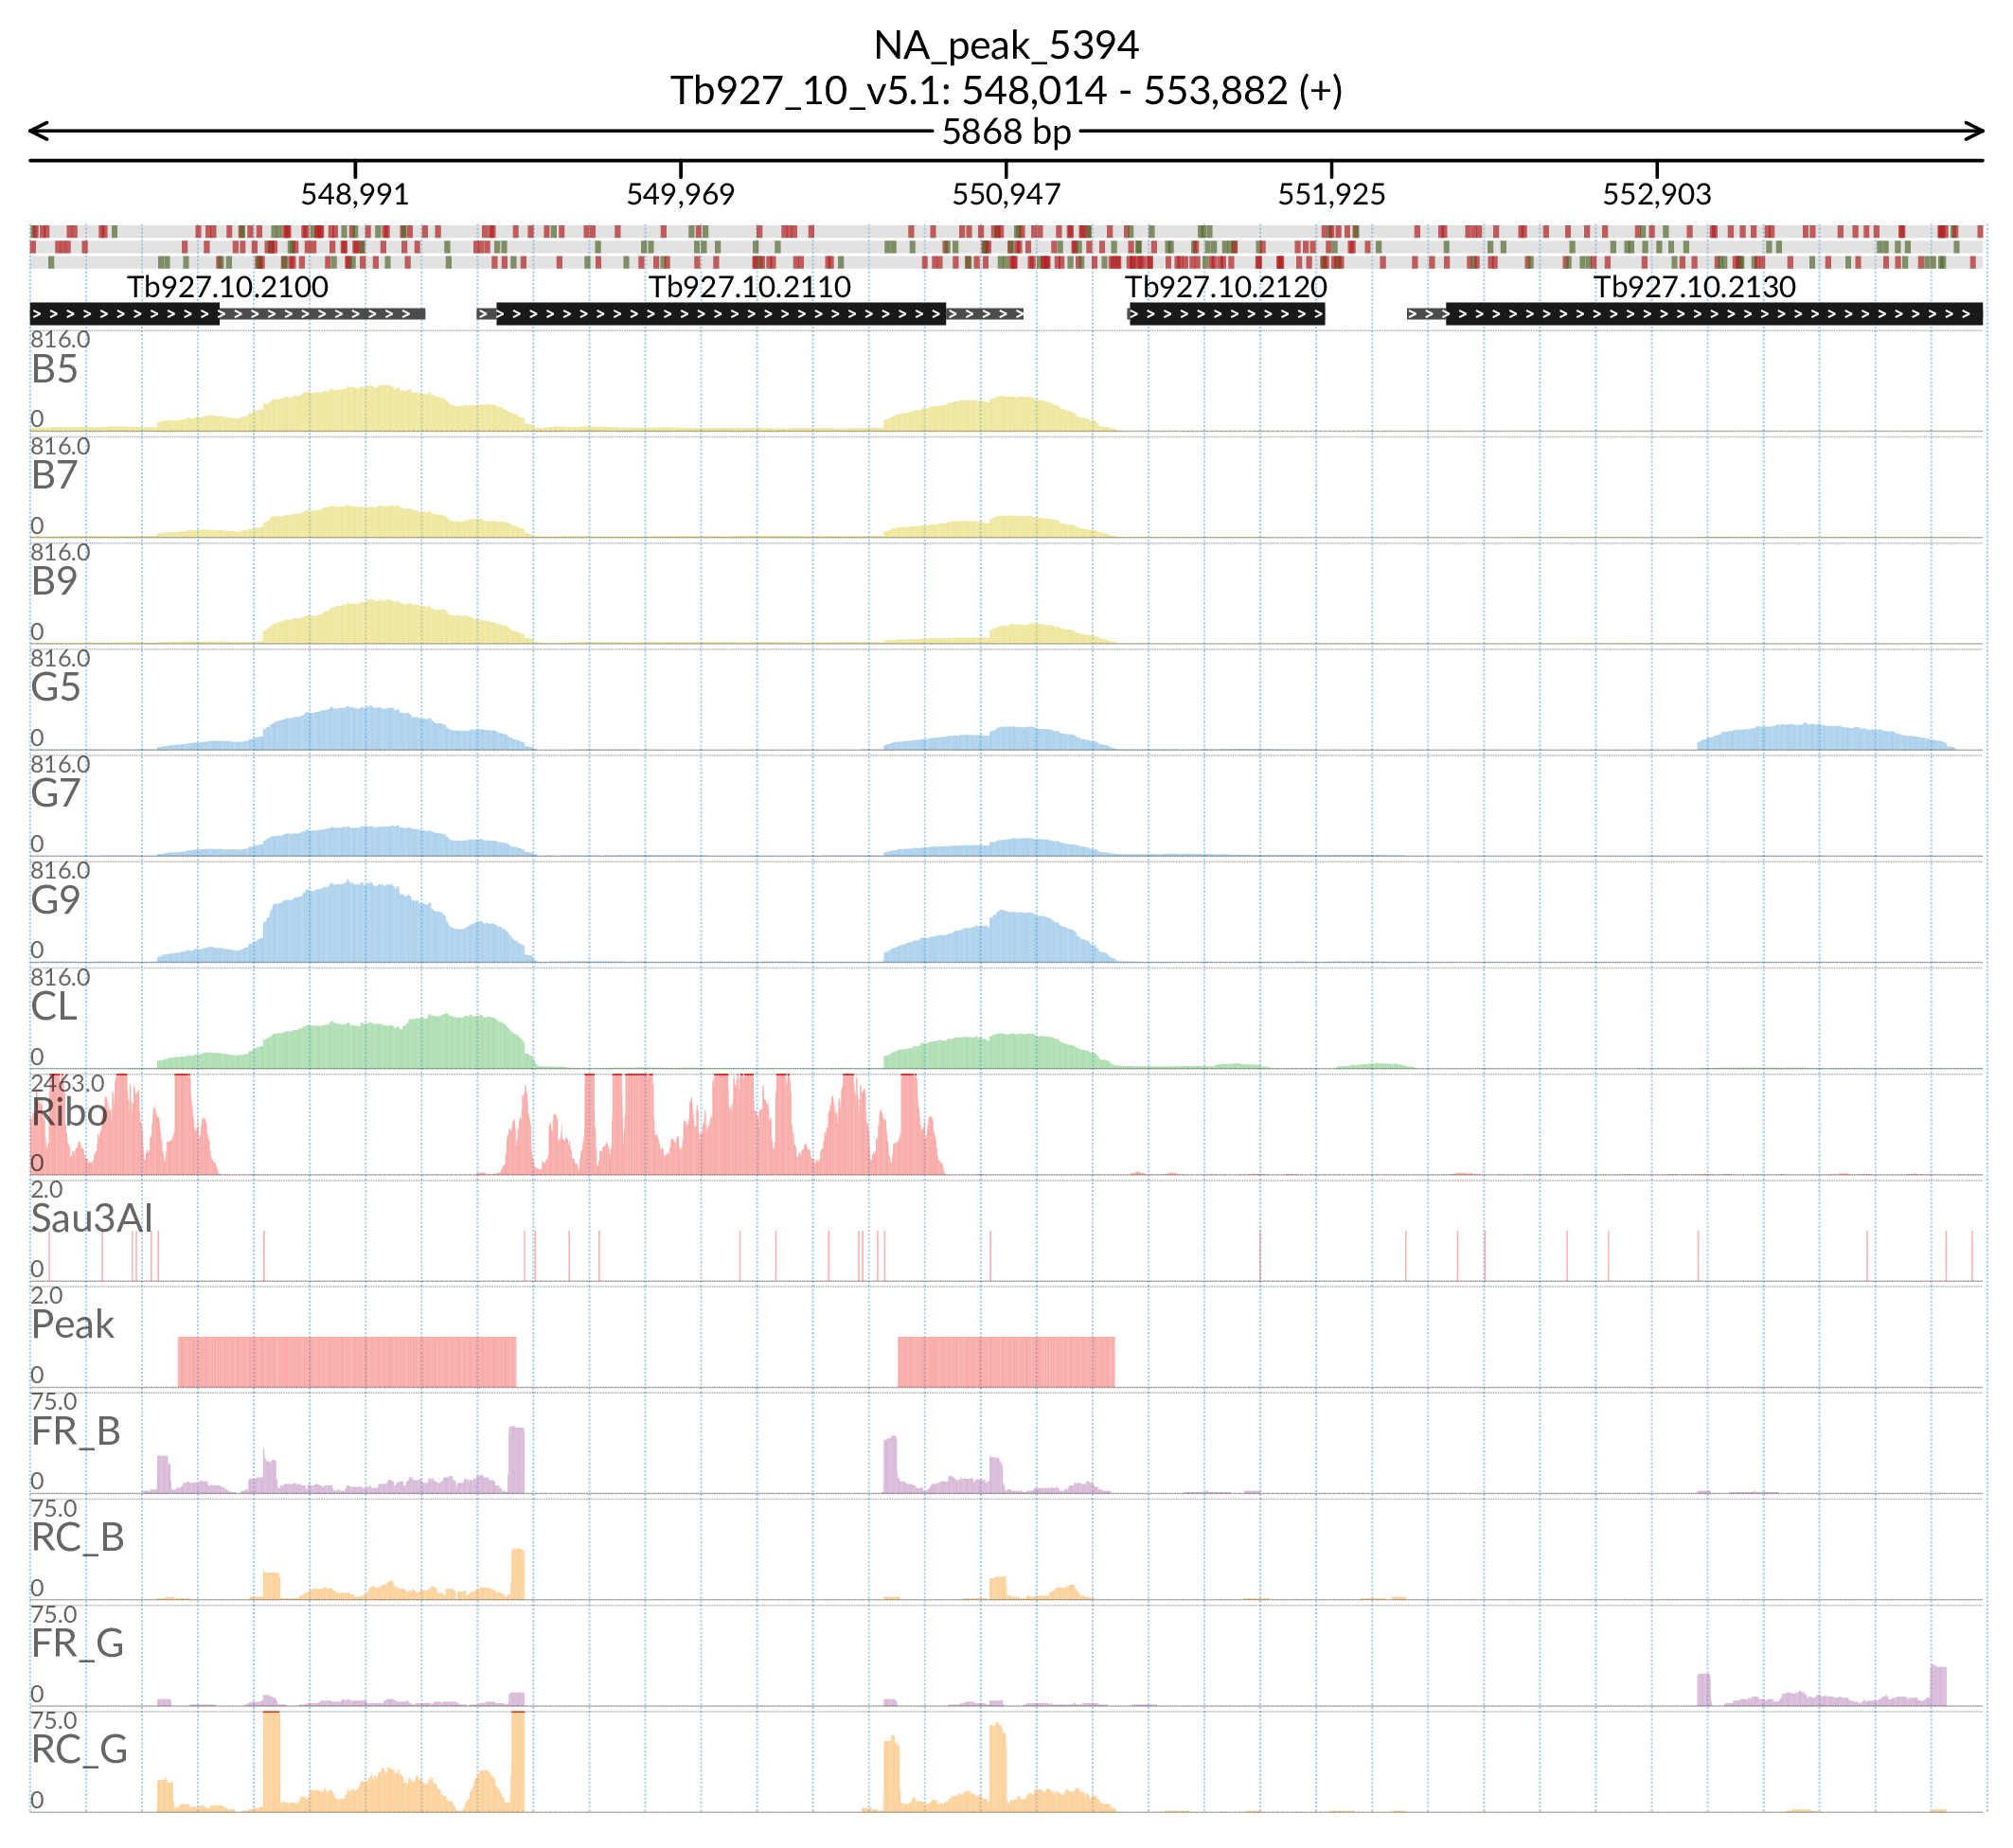 NA_peak_5394
Tb927_10_v5.1: 548,014 - 553,882 (+)
5868 bp
548,991 549,969 550,947 551,925 552,903
Tb927.10.2100 Tb927.10.2110 Tb927.10.2120 Tb927.10.2130
816.0
B5
0
816.0
B7
0
816.0
B9
0
816.0
G5
0
816.0
G7
0
816.0
G9
0
816.0
CL
0
2463.0
Ribo
0
2.0
Sau3AI
0
2.0
Peak
0
75.0
FR_B
0
75.0
RC_B
0
75.0
FR_G
0
75.0
RC_G
0